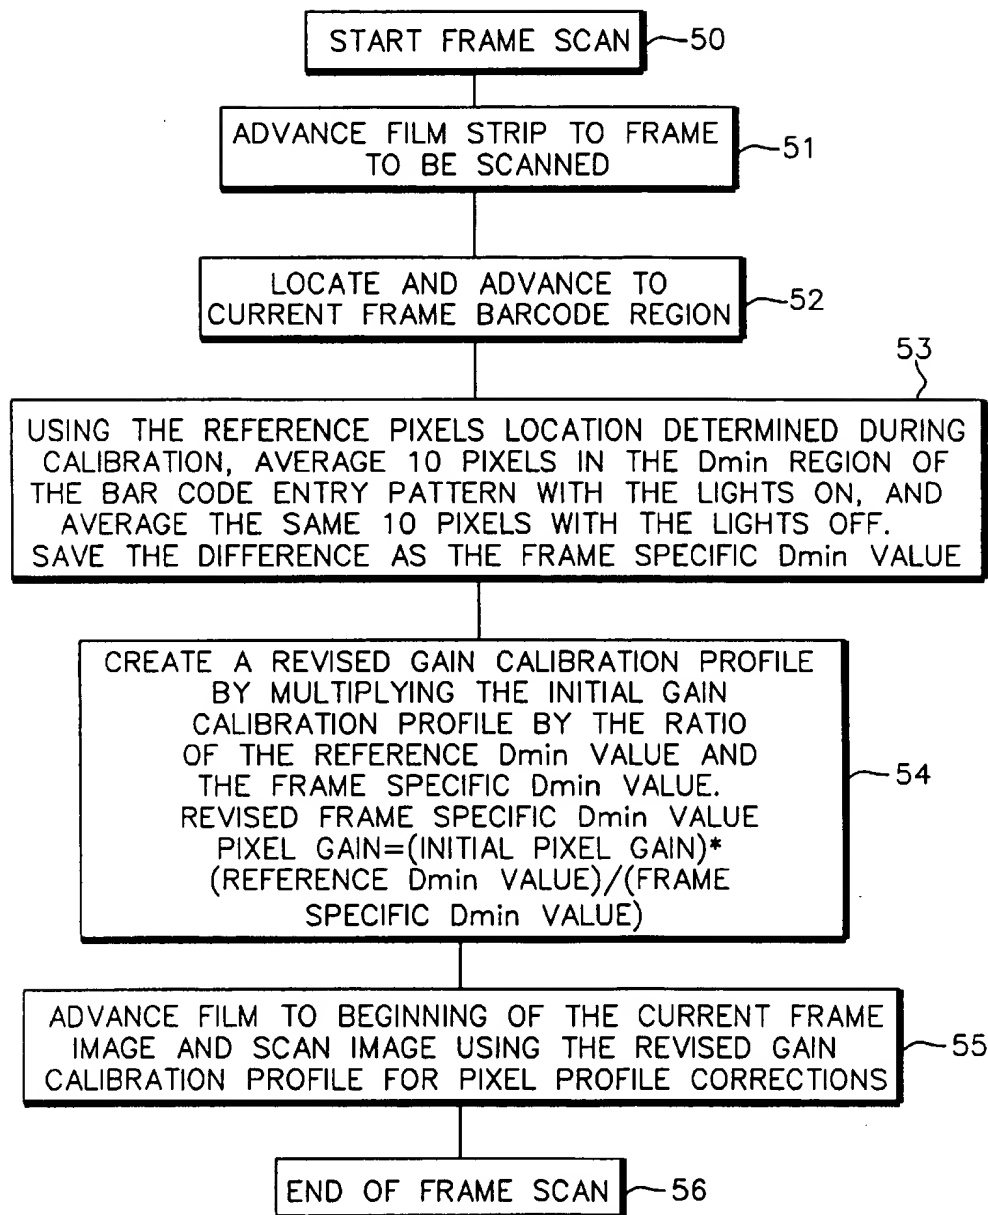 START FRAME SCAN
50
ADVANCE FILM STRIP TO FRAME
TO BE SCANNED
51
LOCATE AND ADVANCE TO
CURRENT FRAME BARCODE REGION
52
53
USING THE REFERENCE PIXELS LOCATION DETERMINED DURING
CALIBRATION, AVERAGE 10 PIXELS IN THE Dmin REGION OF
THE BAR CODE ENTRY PATTERN WITH THE LIGHTS ON, AND
AVERAGE THE SAME 10 PIXELS WITH THE LIGHTS OFF.
SAVE THE DIFFERENCE AS THE FRAME SPECIFIC Dmin VALUE
CREATE A REVISED GAIN CALIBRATION PROFILE
BY MULTIPLYING THE INITIAL GAIN
CALIBRATION PROFILE BY THE RATIO
OF THE REFERENCE Dmin VALUE AND
THE FRAME SPECIFIC Dmin VALUE.
REVISED FRAME SPECIFIC Dmin VALUE
PIXEL GAIN=(INITIAL PIXEL GAIN)*
(REFERENCE Dmin VALUE)/(FRAME
SPECIFIC Dmin VALUE)
54
ADVANCE FILM TO BEGINNING OF THE CURRENT FRAME
IMAGE AND SCAN IMAGE USING THE REVISED GAIN
CALIBRATION PROFILE FOR PIXEL PROFILE CORRECTIONS
55
END OF FRAME SCAN
56